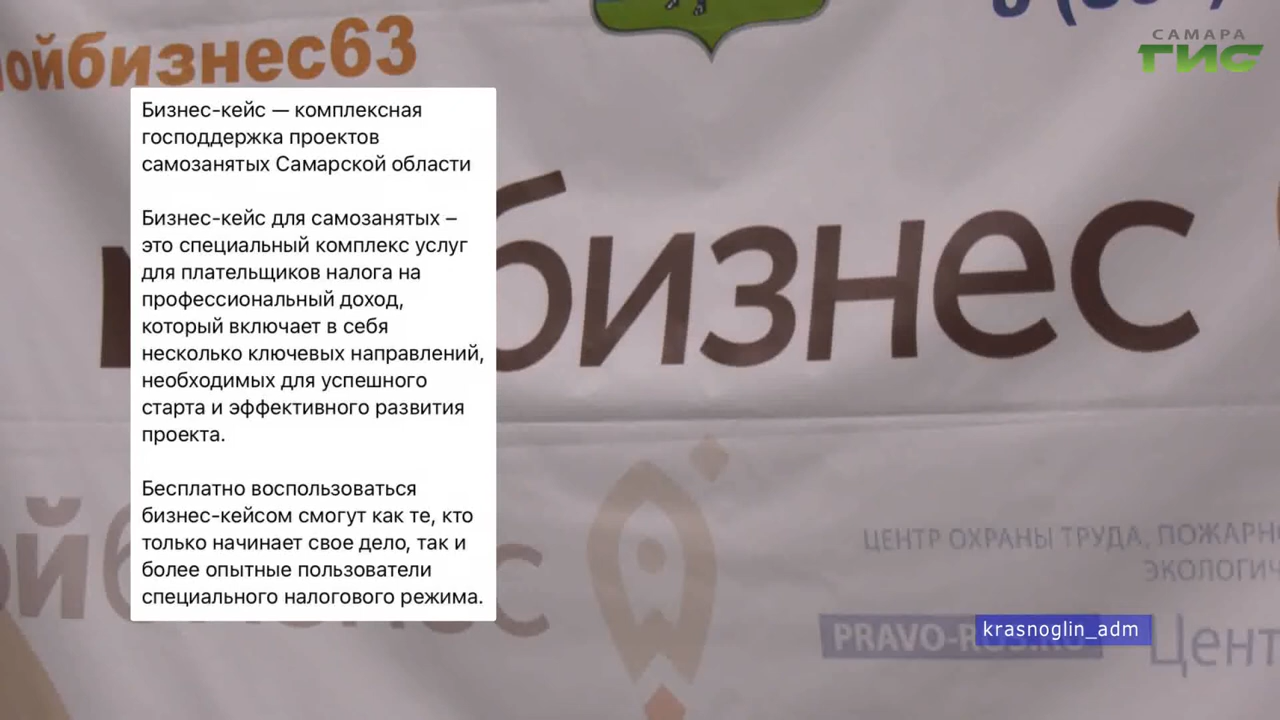 САМАРА
ГИС
ойбизнес63
Бизнес-кейс — комплексная
господдержка проектов
самозанятых Самарской области
Бизнес-кейс для самозанятых –
это специальный комплекс услуг
для плательщиков налога на
профессиональный доход,
который включает в себя
несколько ключевых направлений,
необходимых для успешного
старта и эффективного развития
проекта.
Бесплатно воспользоваться
бизнес-кейсом смогут как те, кто
только начинает свое дело, так и
более опытные пользователи
специального налогового режима.
бизнес
ЦЕНТР ОХРАНЫ ТРУДА, ПОЖАРН
ЭКОЛОГИЧ
krasnoglin_adm
Цент